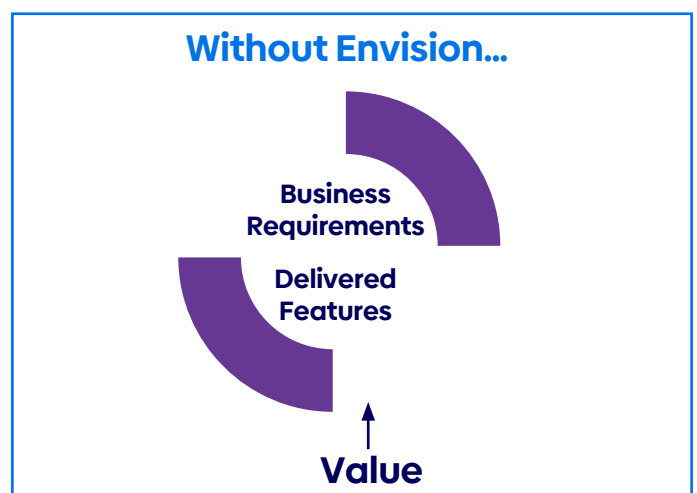 Without Envision...
Business
Requirements
Delivered
Features
Value